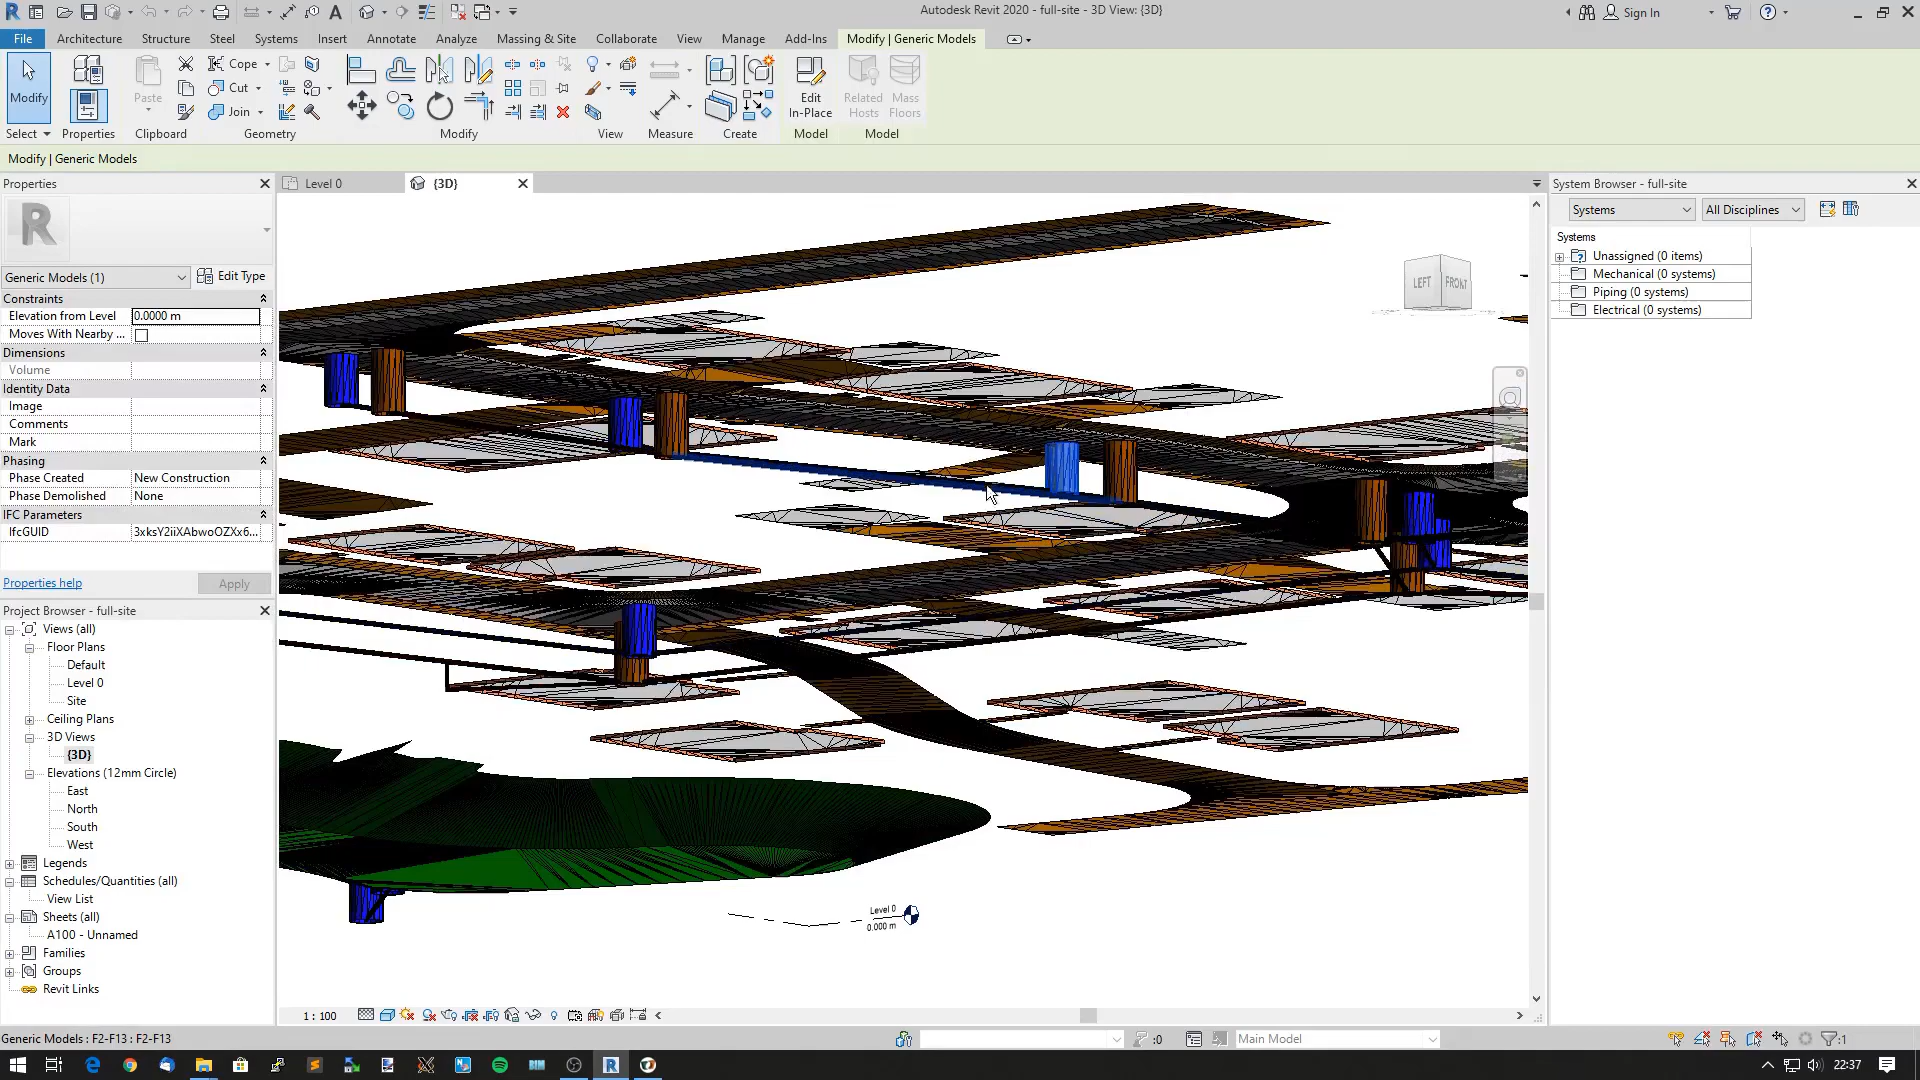 Autodesk Revit 2020 - full-site - 3D View: {3D}
Sign In
File Architecture Structure Steel Systems Insert Annotate Analyze Massing & Site Collaborate View Manage Add-Ins Modify | Generic Models
Modify
Paste
Cope
Cut
Join
Edit In-Place
Related Hosts
Mass Floors
Select Properties Clipboard Geometry Modify View Measure Create Model Model
Modify | Generic Models
Properties
Generic Models (1)
Edit Type
Constraints
Elevation from Level 0.0000 m
Moves With Nearby ...
Dimensions
Volume
Identity Data
Image
Comments
Mark
Phasing
Phase Created New Construction
Phase Demolished None
IFC Parameters
IfcGUID 3xksY2iiXAbwoOZXx6...
Properties help
Apply
Project Browser - full-site
Views (all)
Floor Plans
Default
Level 0
Site
Ceiling Plans
3D Views
{3D}
Elevations (12mm Circle)
East
North
South
West
Legends
Schedules/Quantities (all)
View List
Sheets (all)
A100 - Unnamed
Families
Groups
Revit Links
Level 0
{3D}
LEFT
FRONT
Level 0
0.000 m
1 : 100
System Browser - full-site
Systems
All Disciplines
Systems
Unassigned (0 items)
Mechanical (0 systems)
Piping (0 systems)
Electrical (0 systems)
Generic Models : F2-F13 : F2-F13
:0
Main Model
:1
22:37